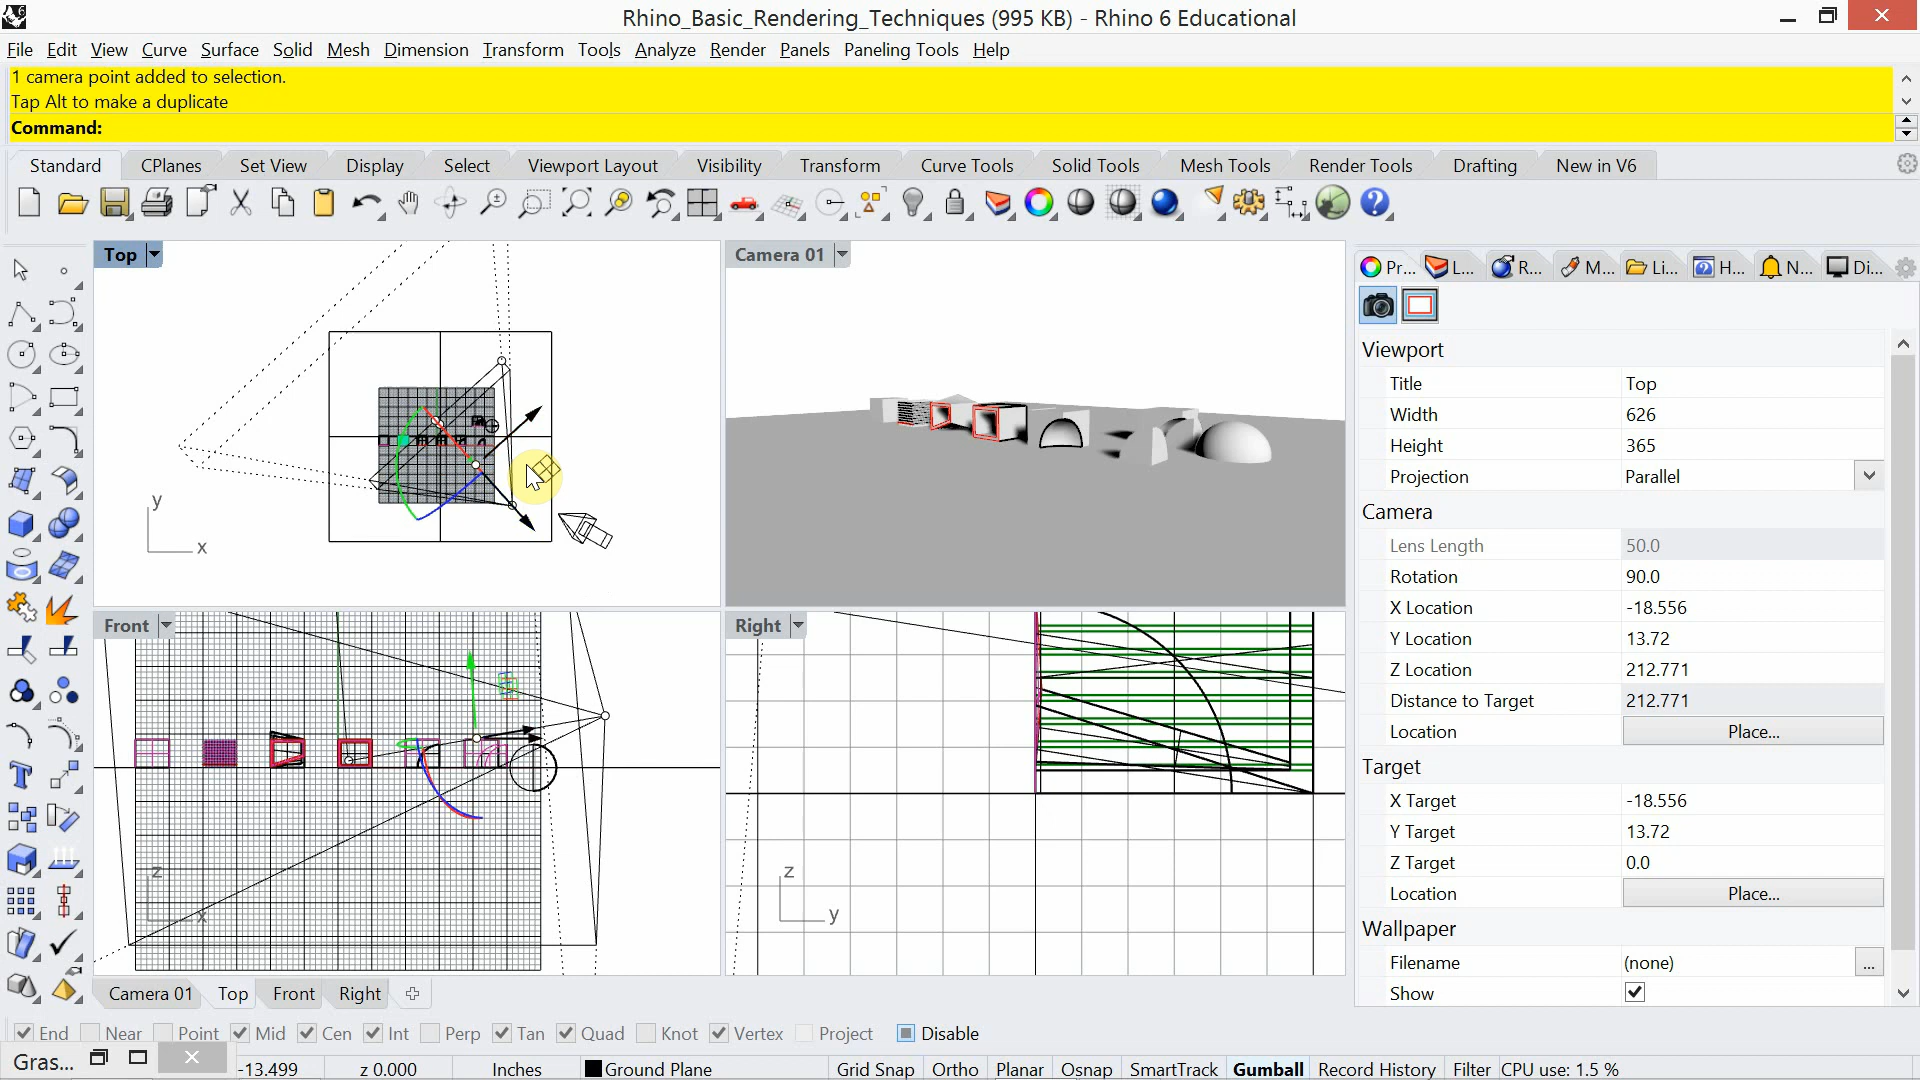 Rhino_Basic_Rendering_Techniques (995 KB) - Rhino 6 Educational
File Edit View Curve Surface Solid Mesh Dimension Transform Tools Analyze Render Panels Paneling Tools Help
1 camera point added to selection.
Tap Alt to make a duplicate
Command:
Standard CPlanes Set View Display Select Viewport Layout Visibility Transform Curve Tools Solid Tools Mesh Tools Render Tools Drafting New in V6
Top
Camera 01
Pr... L... R... M... Li... H... N... Di...
Viewport
Title Top
Width 626
Height 365
Projection Parallel
Camera
Lens Length 50.0
Rotation 90.0
X Location -18.556
Y Location 13.72
Z Location 212.771
Distance to Target 212.771
Location Place...
Target
X Target -18.556
Y Target 13.72
Z Target 0.0
Location Place...
Wallpaper
Filename (none) ...
Show
y
x
Front
Right
z
x
z
y
Camera 01 Top Front Right
End Near Point Mid Cen Int Perp Tan Quad Knot Vertex Project Disable
Gras... -13.499 z 0.000 Inches Ground Plane Grid Snap Ortho Planar Osnap SmartTrack Gumball Record History Filter CPU use: 1.5 %